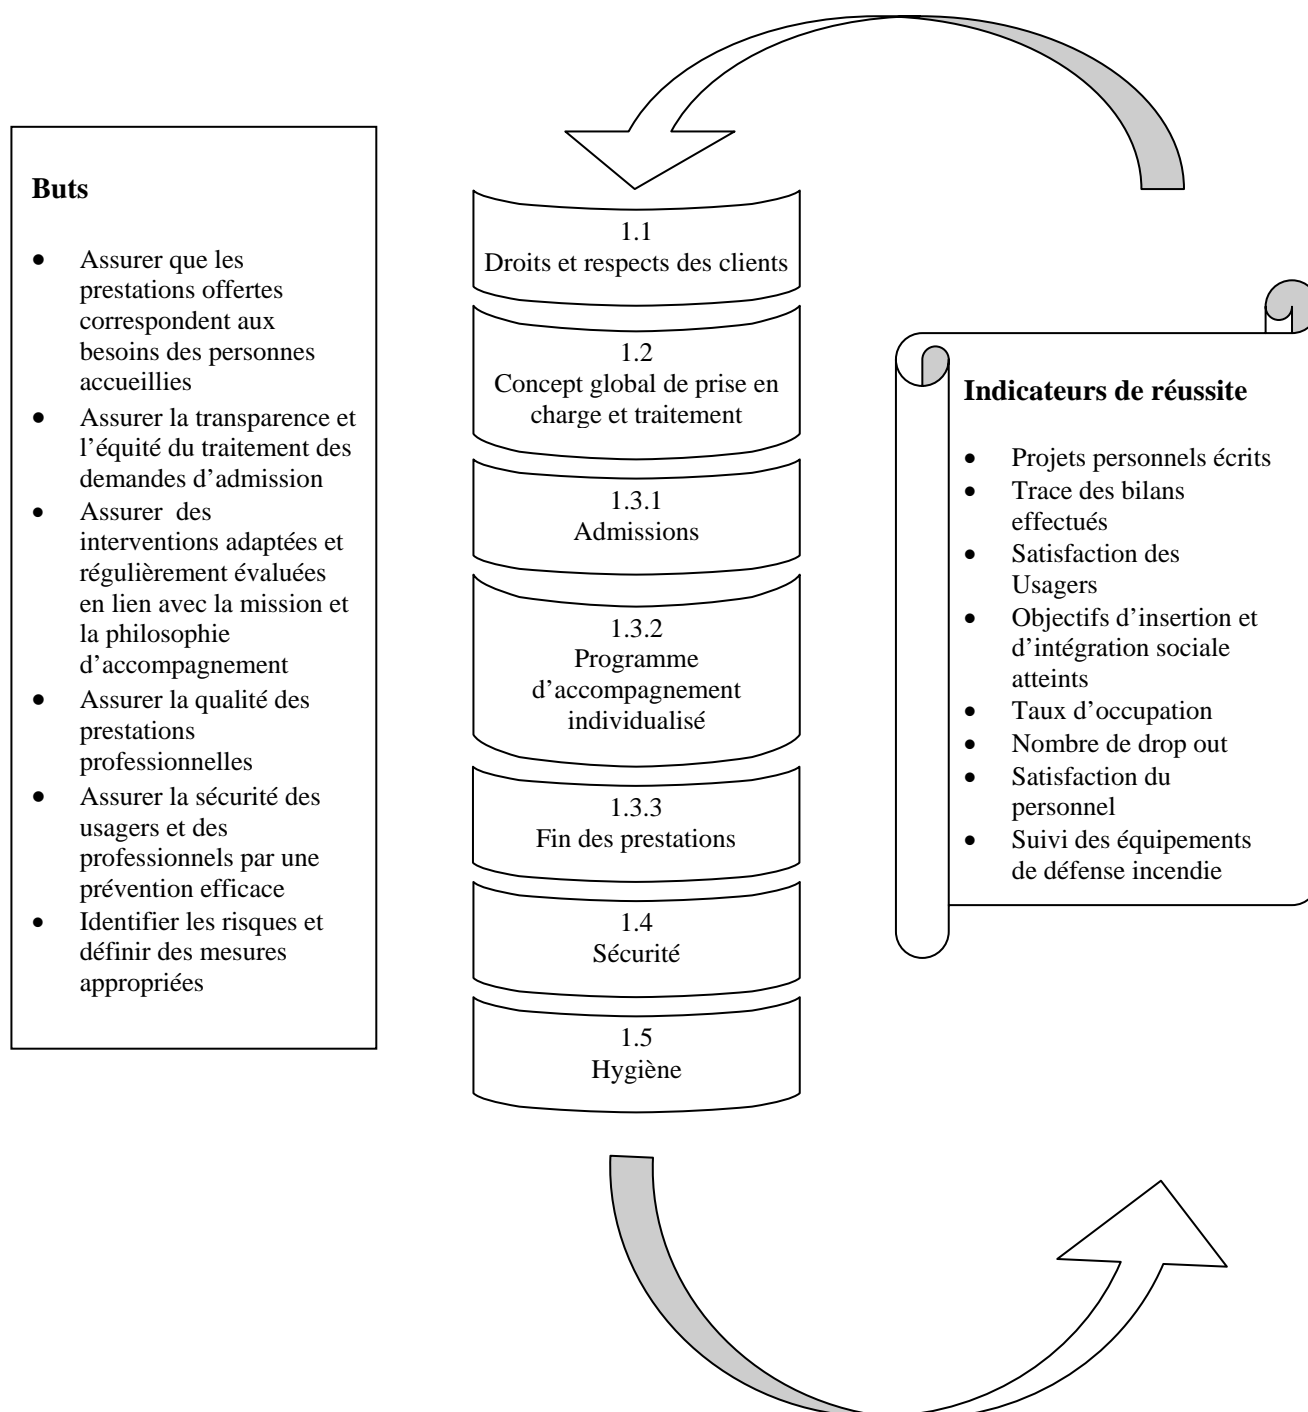 Buts
• Assurer que les
prestations offertes
correspondent aux
besoins des personnes
accueillies
• Assurer la transparence et
l’équité du traitement des
demandes d’admission
• Assurer des
interventions adaptées et
régulièrement évaluées
en lien avec la mission et
la philosophie
d’accompagnement
• Assurer la qualité des
prestations
professionnelles
• Assurer la sécurité des
usagers et des
professionnels par une
prévention efficace
• Identifier les risques et
définir des mesures
appropriées
1.1
Droits et respects des clients
1.2
Concept global de prise en
charge et traitement
1.3.1
Admissions
1.3.2
Programme
d’accompagnement
individualisé
1.3.3
Fin des prestations
1.4
Sécurité
1.5
Hygiène
Indicateurs de réussite
• Projets personnels écrits
• Trace des bilans
effectués
• Satisfaction des
Usagers
• Objectifs d’insertion et
d’intégration sociale
atteints
• Taux d’occupation
• Nombre de drop out
• Satisfaction du
personnel
• Suivi des équipements
de défense incendie